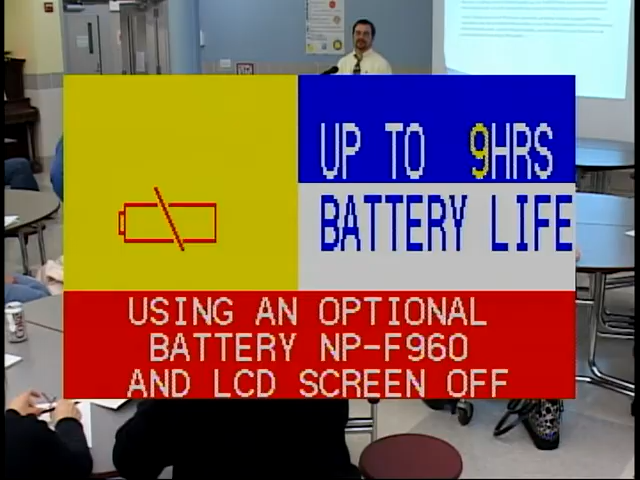 UP TO 9HRS
BATTERY LIFE
USING AN OPTIONAL
BATTERY NP-F960
AND LCD SCREEN OFF